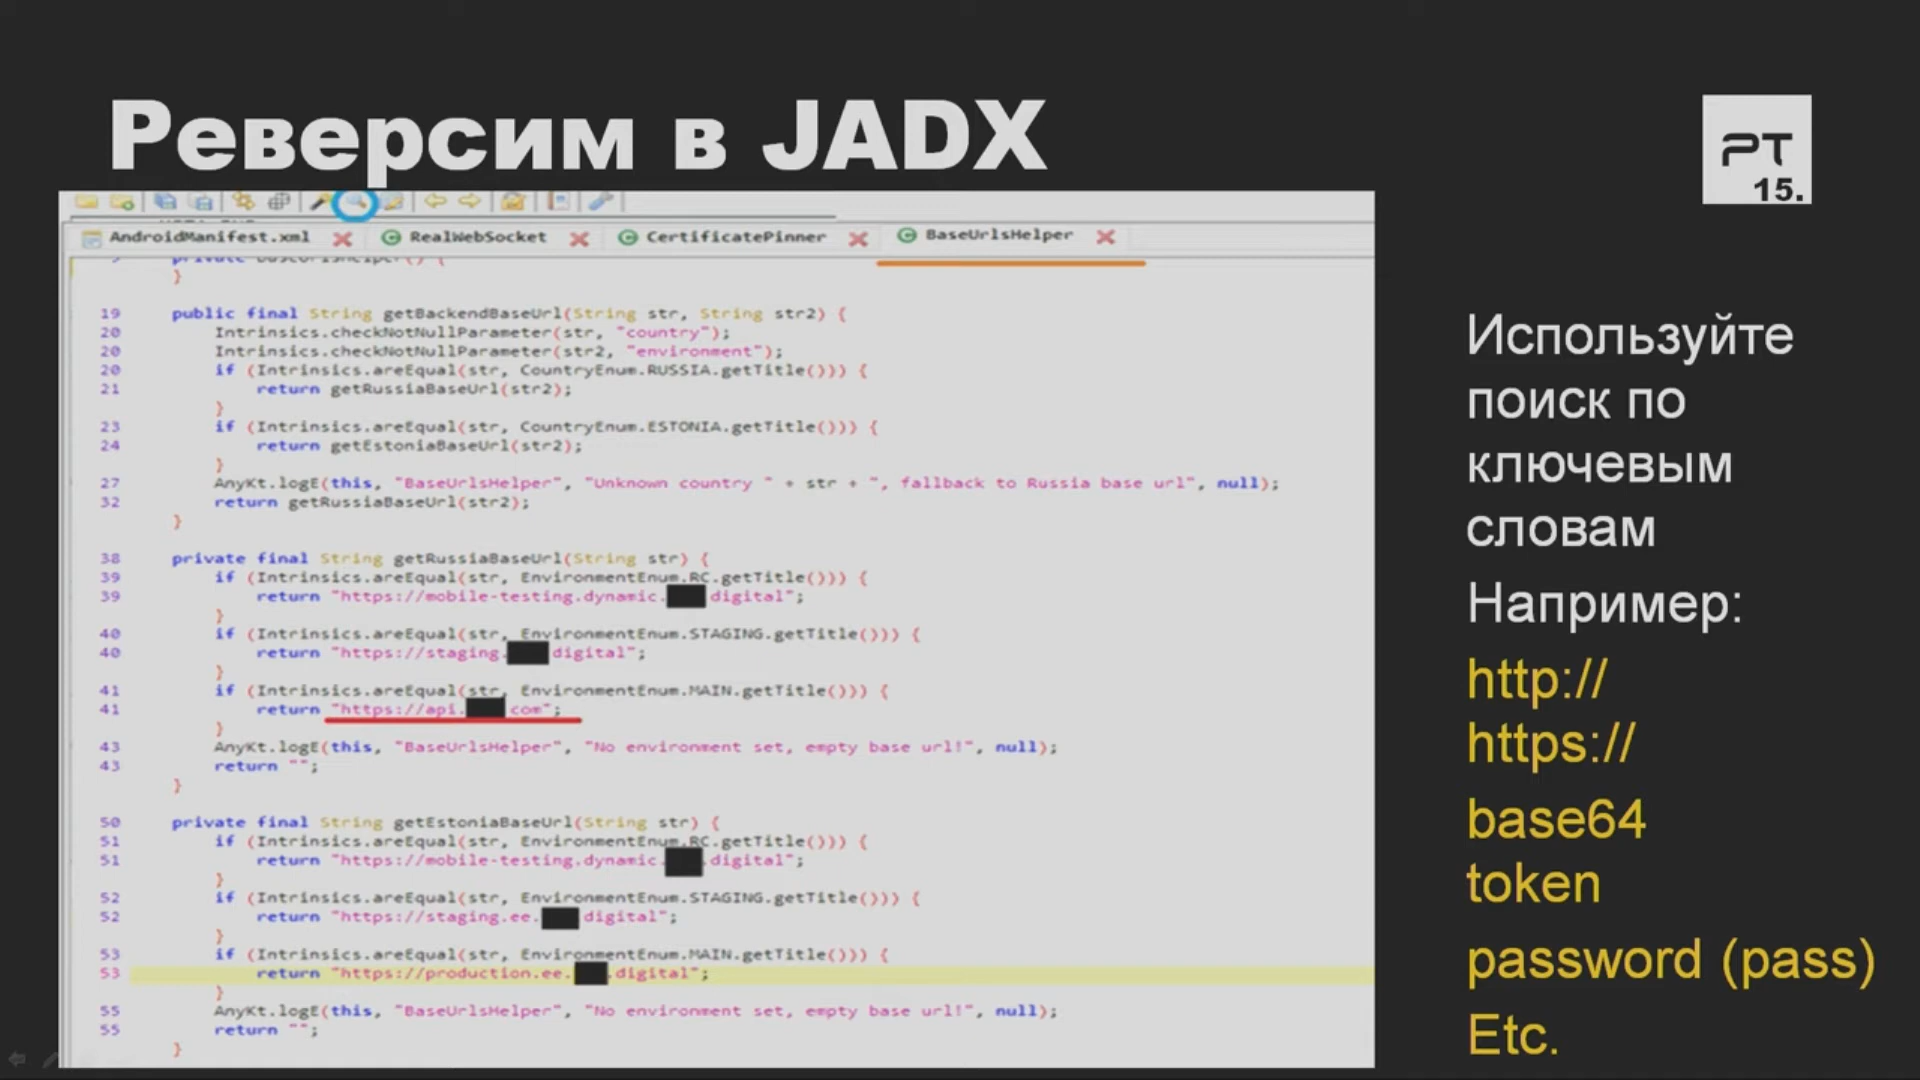 Реверсим в JADX
PT
15.
AndroidManifest.xml RealWebSocket CertificatePinner BaseUrlsHelper
}
19 public final String getBackendBaseUrl(String str, String str2) {
20 Intrinsics.checkNotNullParameter(str, "country");
20 Intrinsics.checkNotNullParameter(str2, "environment");
20 if (Intrinsics.areEqual(str, CountryEnum.RUSSIA.getTitle())) {
21 return getRussiaBaseUrl(str2);
}
23 if (Intrinsics.areEqual(str, CountryEnum.ESTONIA.getTitle())) {
24 return getEstoniaBaseUrl(str2);
}
27 AnyKt.logE(this, "BaseUrlsHelper", "Unknown country " + str + ", fallback to Russia base url", null);
32 return getRussiaBaseUrl(str2);
}
38 private final String getRussiaBaseUrl(String str) {
39 if (Intrinsics.areEqual(str, EnvironmentEnum.RC.getTitle())) {
39 return "https://mobile-testing.dynamic. digital";
}
40 if (Intrinsics.areEqual(str, EnvironmentEnum.STAGING.getTitle())) {
40 return "https://staging. digital";
}
41 if (Intrinsics.areEqual(str, EnvironmentEnum.MAIN.getTitle())) {
41 return "https://api. com";
}
43 AnyKt.logE(this, "BaseUrlsHelper", "No environment set, empty base url!", null);
43 return "";
}
50 private final String getEstoniaBaseUrl(String str) {
51 if (Intrinsics.areEqual(str, EnvironmentEnum.RC.getTitle())) {
51 return "https://mobile-testing.dynamic. .digital";
}
52 if (Intrinsics.areEqual(str, EnvironmentEnum.STAGING.getTitle())) {
52 return "https://staging.ee. digital";
}
53 if (Intrinsics.areEqual(str, EnvironmentEnum.MAIN.getTitle())) {
53 return "https://production.ee. .digital";
}
55 AnyKt.logE(this, "BaseUrlsHelper", "No environment set, empty base url!", null);
55 return "";
}
Используйте
поиск по
ключевым
словам
Например:
http://
https://
base64
token
password (pass)
Etc.